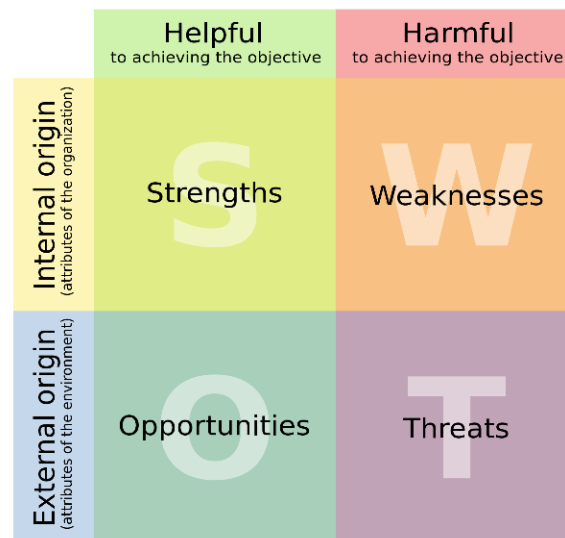 Helpful
to achieving the objective
Harmful
to achieving the objective
Internal origin
(attributes of the organization)
S
Strengths
W
Weaknesses
External origin
(attributes of the environment)
O
Opportunities
T
Threats